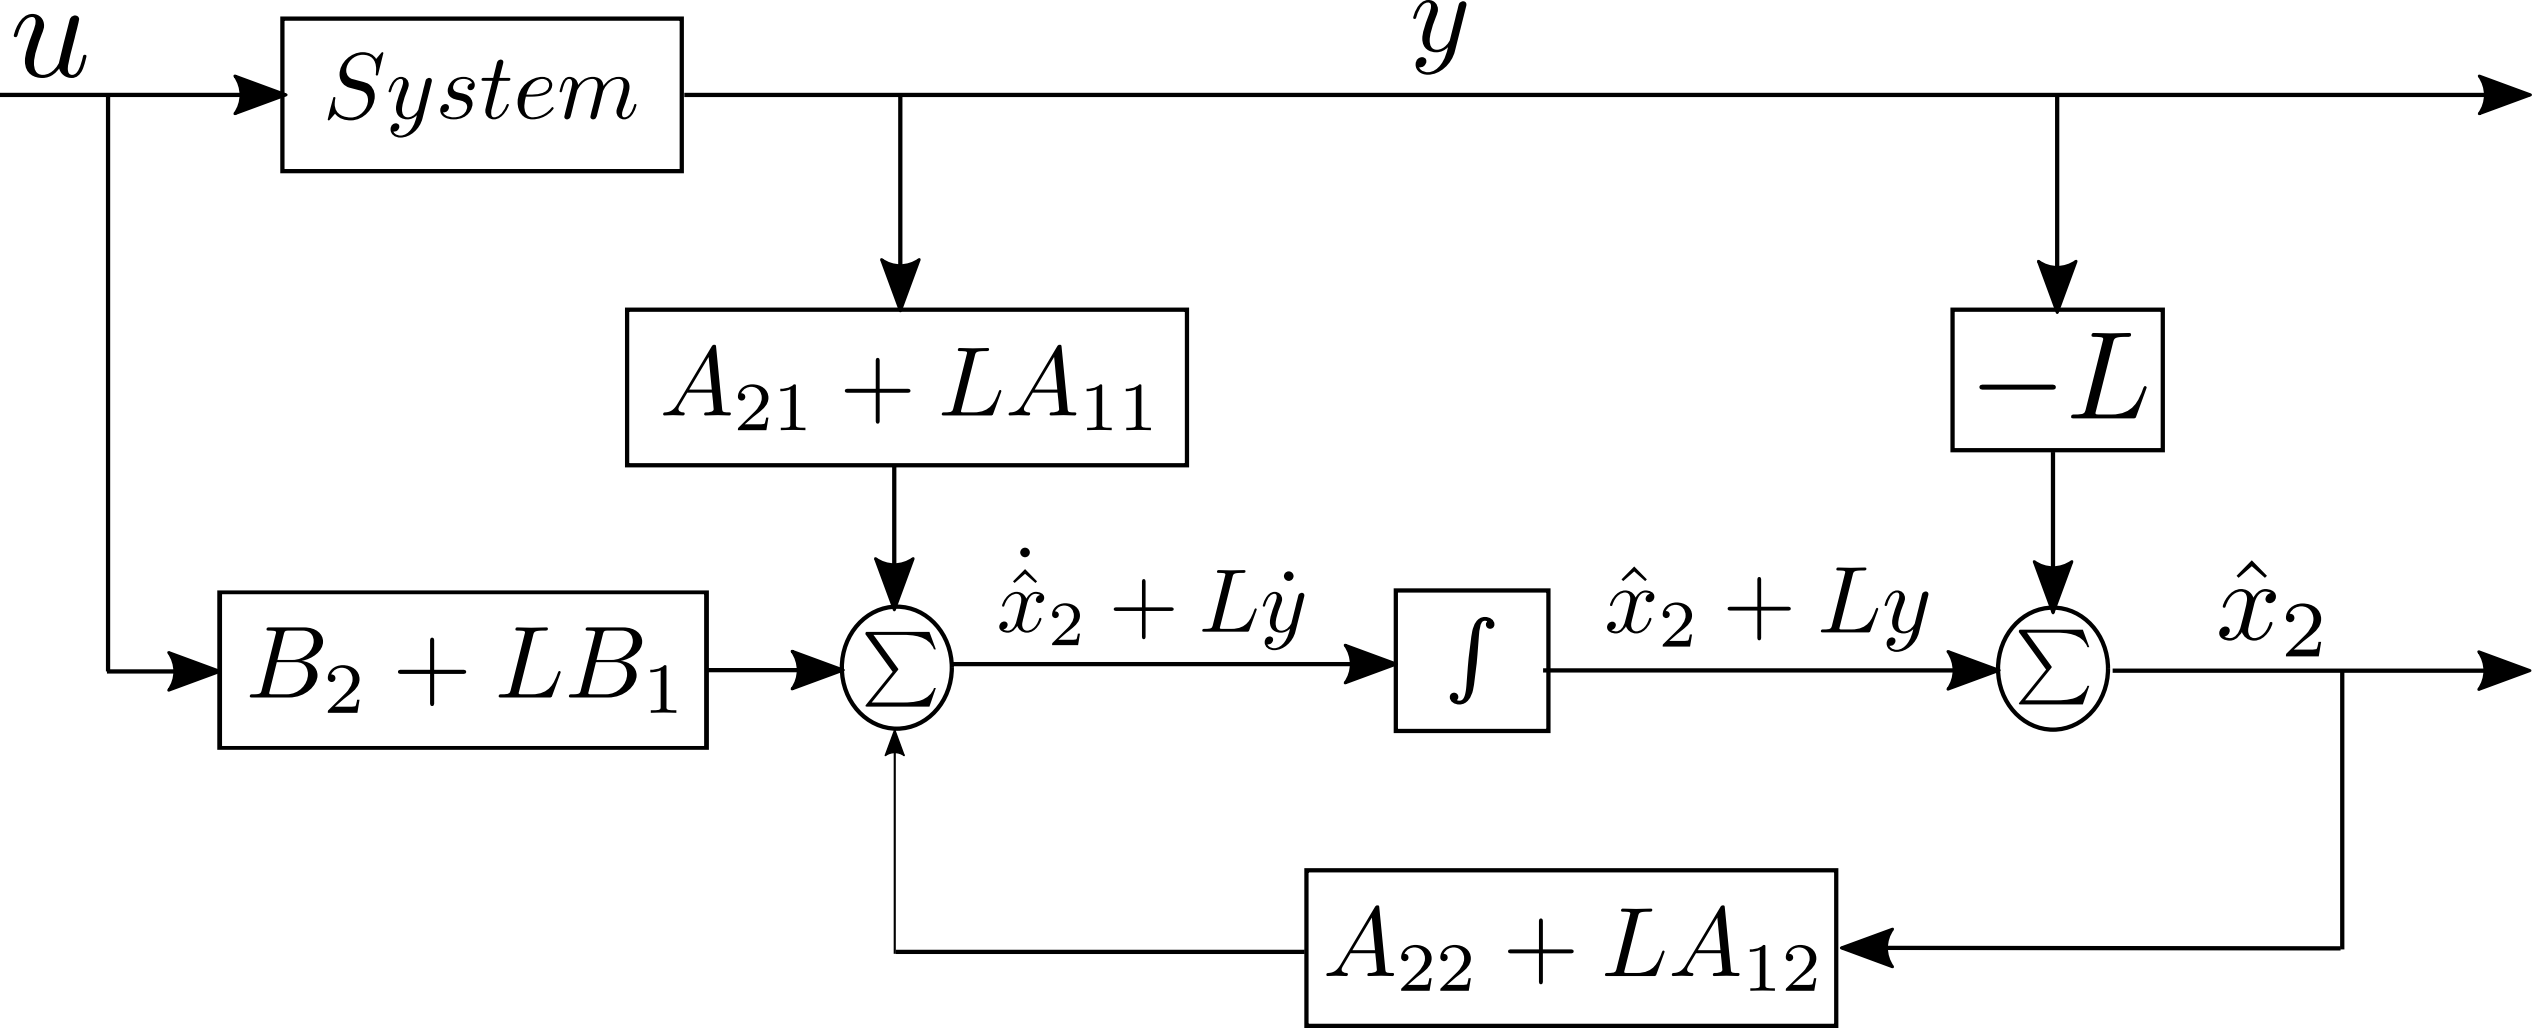 u
System
y
A₂₁ + LA₁₁
−L
B₂ + LB₁
∑
x̂̇₂ + Lẏ
∫
x̂₂ + Ly
∑
x̂₂
A₂₂ + LA₁₂